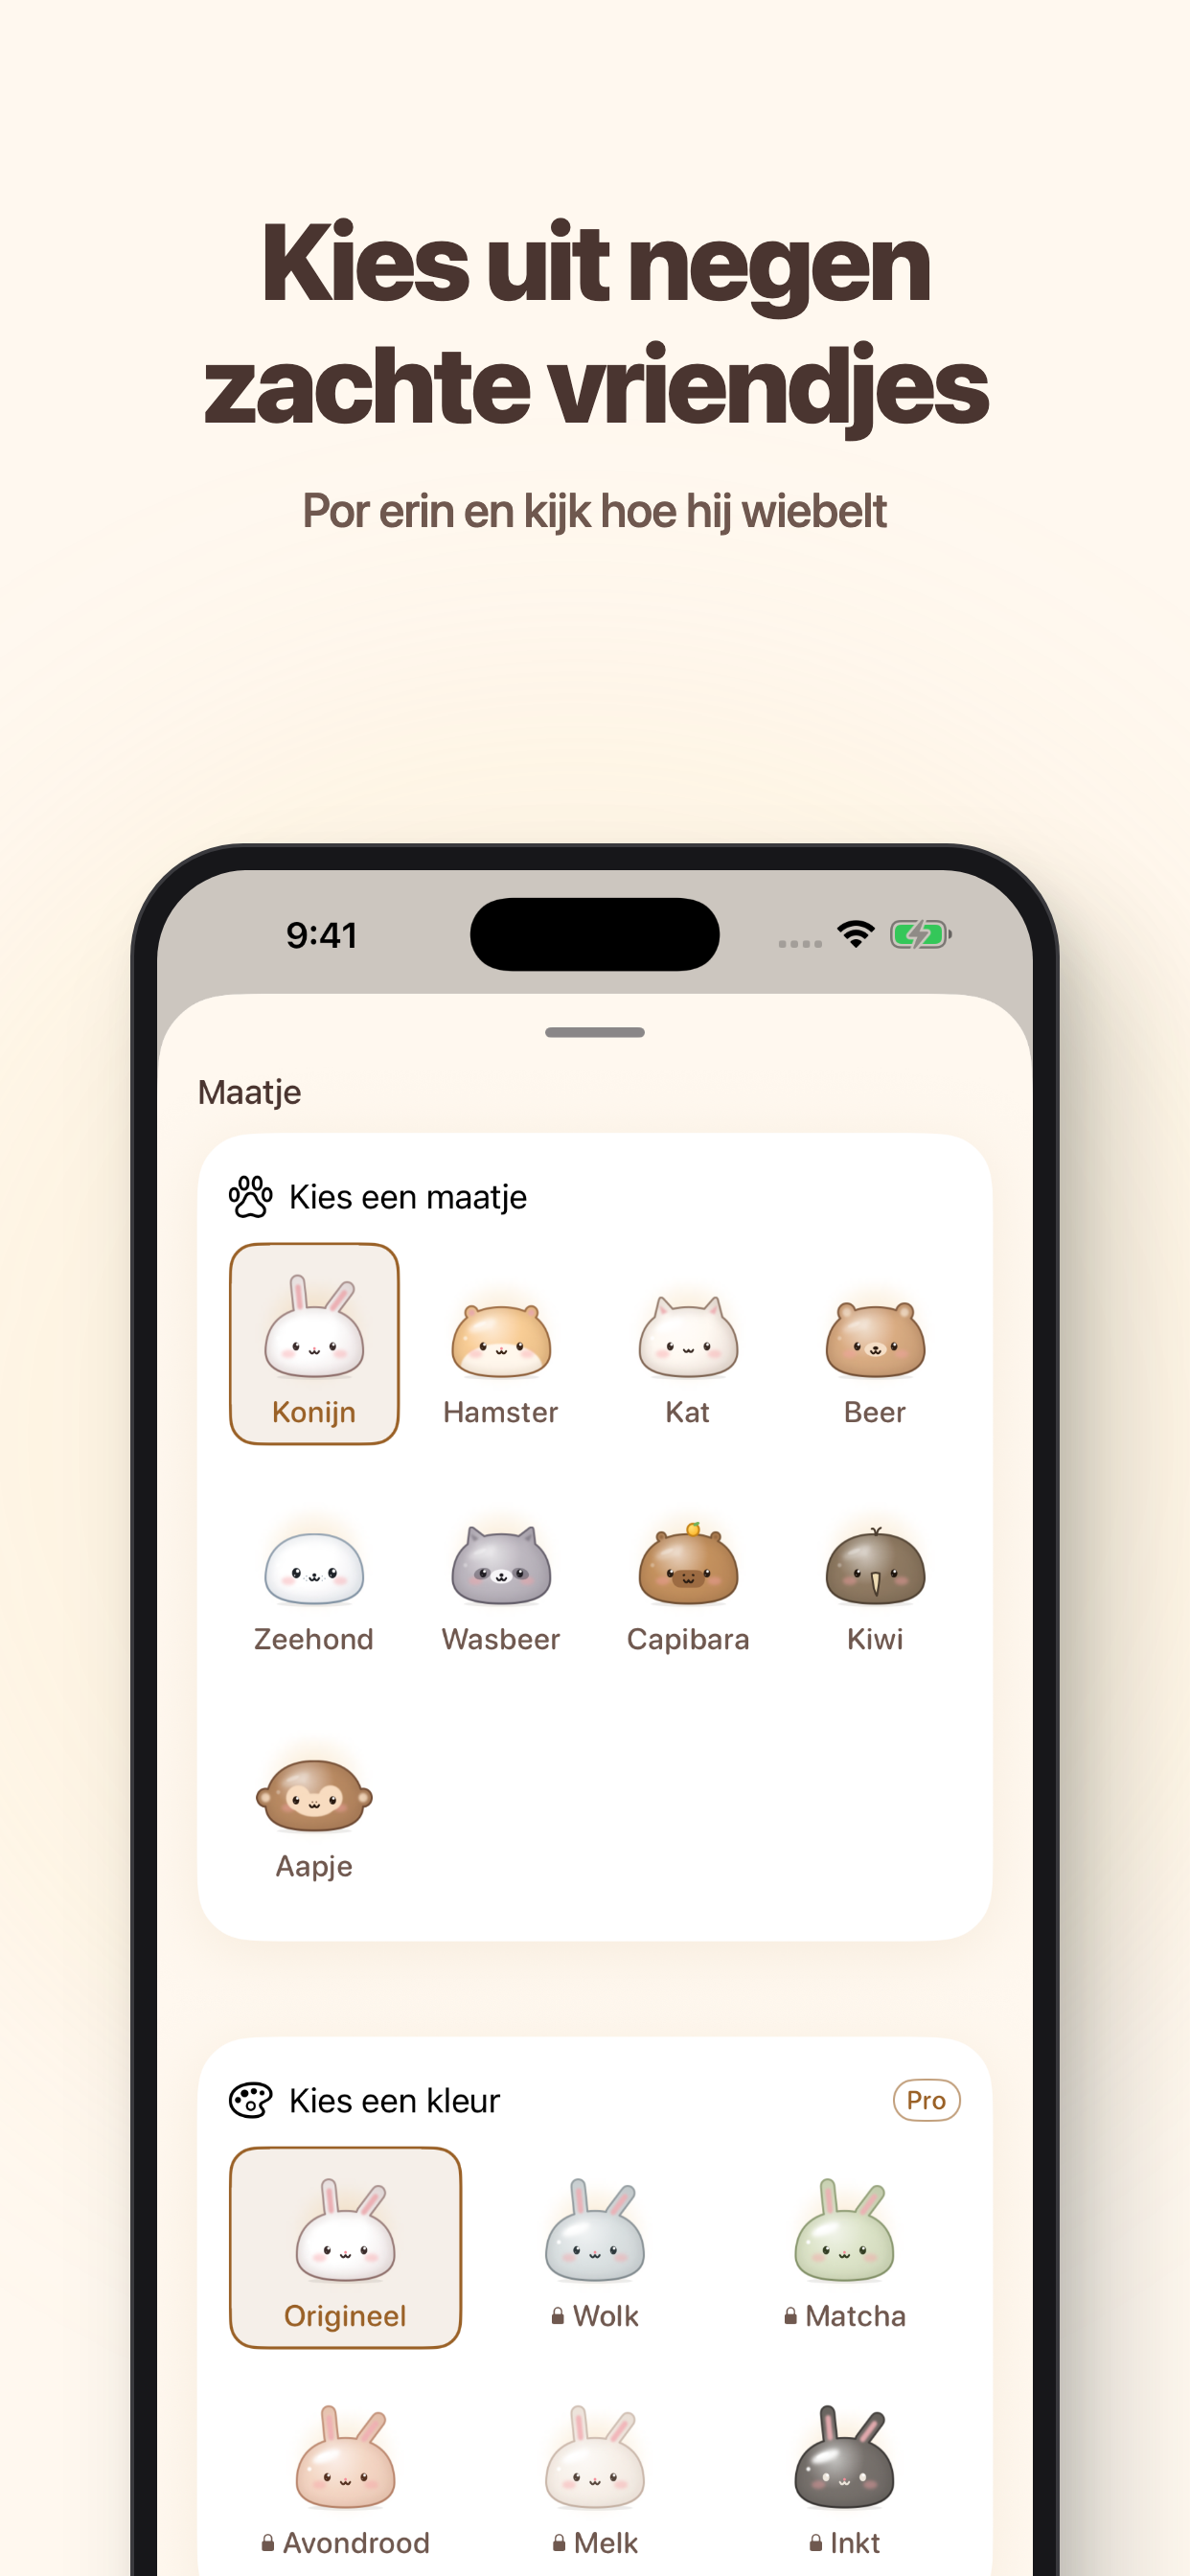 Kies uit negen
zachte vriendjes
Por erin en kijk hoe hij wiebelt
9:41
Maatje
Kies een maatje
Konijn Hamster Kat Beer
Zeehond Wasbeer Capibara Kiwi
Aapje
Kies een kleur Pro
Origineel Wolk Matcha
Avondrood Melk Inkt